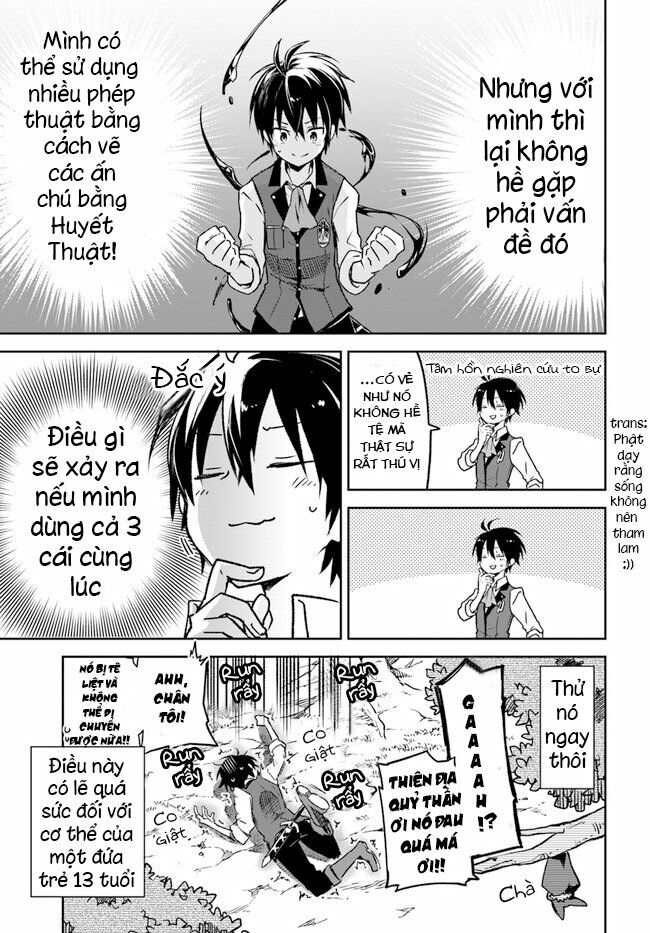 Nhưng với
mình thì
lại không
hề gặp
phải vấn
đề đó
Mình có
thể sử dụng
nhiều phép
thuật bằng
cách vẽ
các ấn
chú bằng
Huyết
Thuật!
Tâm hồn nghiên cứu to bự
...CÓ VẺ
NHƯ NÓ
KHÔNG HỀ
TỆ MÀ
THẬT SỰ
RẤT THÚ VỊ
trans:
Phật
dạy
rằng
sống
không
nên
tham
lam
:))
Đắc ý
Điều gì
sẽ xảy ra
nếu mình
dùng cả 3
cái cùng
lúc
Thử
nó ngay
thôi
GAAAAH!?
THIÊN ĐỊA
QUỶ THẦN
ƠI NÓ ĐAU
QUÁ MÁ
ƠI!!
Chà
Run
rẩy
Run
rẩy
Run
rẩy
Run
rẩy
Co
Giật
Co
Giật
AHH,
CHÂN
TÔI!
NÓ BỊ TÊ
LIỆT VÀ
KHÔNG
THỂ DI
CHUYỂN
ĐƯỢC NỮA!!
Điều này
có lẽ quá
sức đối với
cơ thể của
một đứa
trẻ 13 tuổi